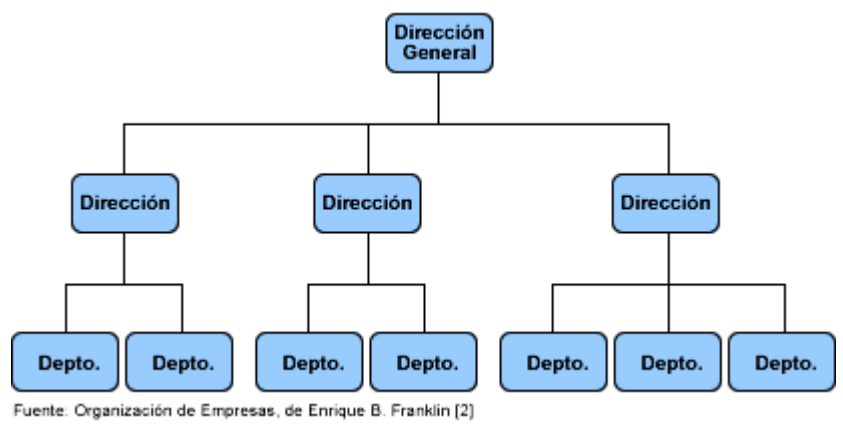 Dirección
General
Dirección
Dirección
Dirección
Depto.
Depto.
Depto.
Depto.
Depto.
Depto.
Depto.
Fuente: Organización de Empresas, de Enrique B. Franklin [2]